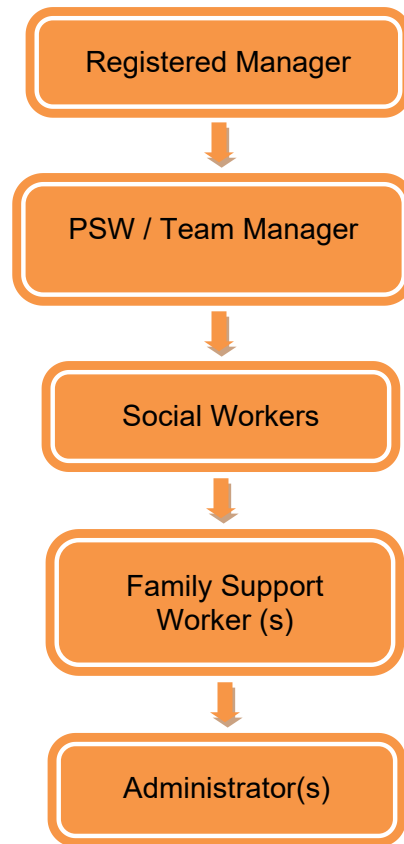 Registered Manager
PSW / Team Manager
Social Workers
Family Support
Worker (s)
Administrator(s)